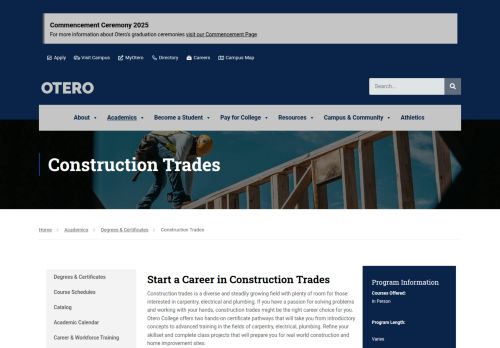 Commencement Ceremony 2025
For more information about Otero's graduation ceremonies visit our Commencement Page
Apply Visit Campus MyOtero Directory Careers Campus Map
OTERO
Search...
About Academics Become a Student Pay for College Resources Campus & Community Athletics
Construction Trades
Home Academics Degrees & Certificates Construction Trades
Degrees & Certificates
Course Schedules
Catalog
Academic Calendar
Career & Workforce Training
Start a Career in Construction Trades
Construction trades is a diverse and steadily growing field with plenty of room for those
interested in carpentry, electrical and plumbing. If you have a passion for solving problems
and working with your hands, construction trades might be the right career choice for you.
Otero College offers two hands-on certificate pathways that will take you from introductory
concepts to advanced training in the fields of carpentry, electrical, plumbing. Refine your
skillset and complete class projects that will prepare you for real world construction and
home improvement sites.
Program Information
Courses Offered:
In Person
Program Length:
Varies